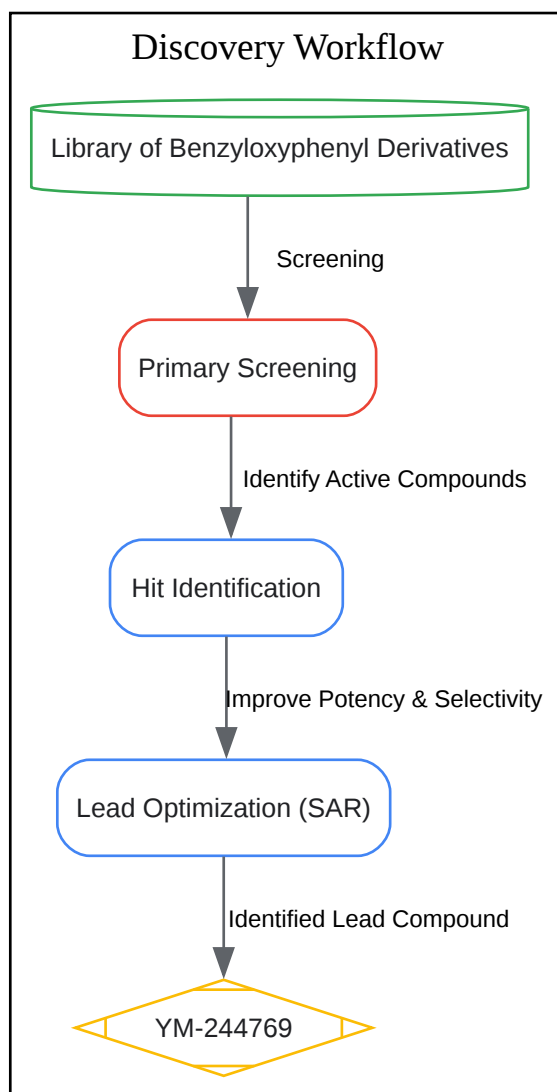 Discovery Workflow
Library of Benzyloxyphenyl Derivatives
Screening
Primary Screening
Identify Active Compounds
Hit Identification
Improve Potency & Selectivity
Lead Optimization (SAR)
Identified Lead Compound
YM-244769